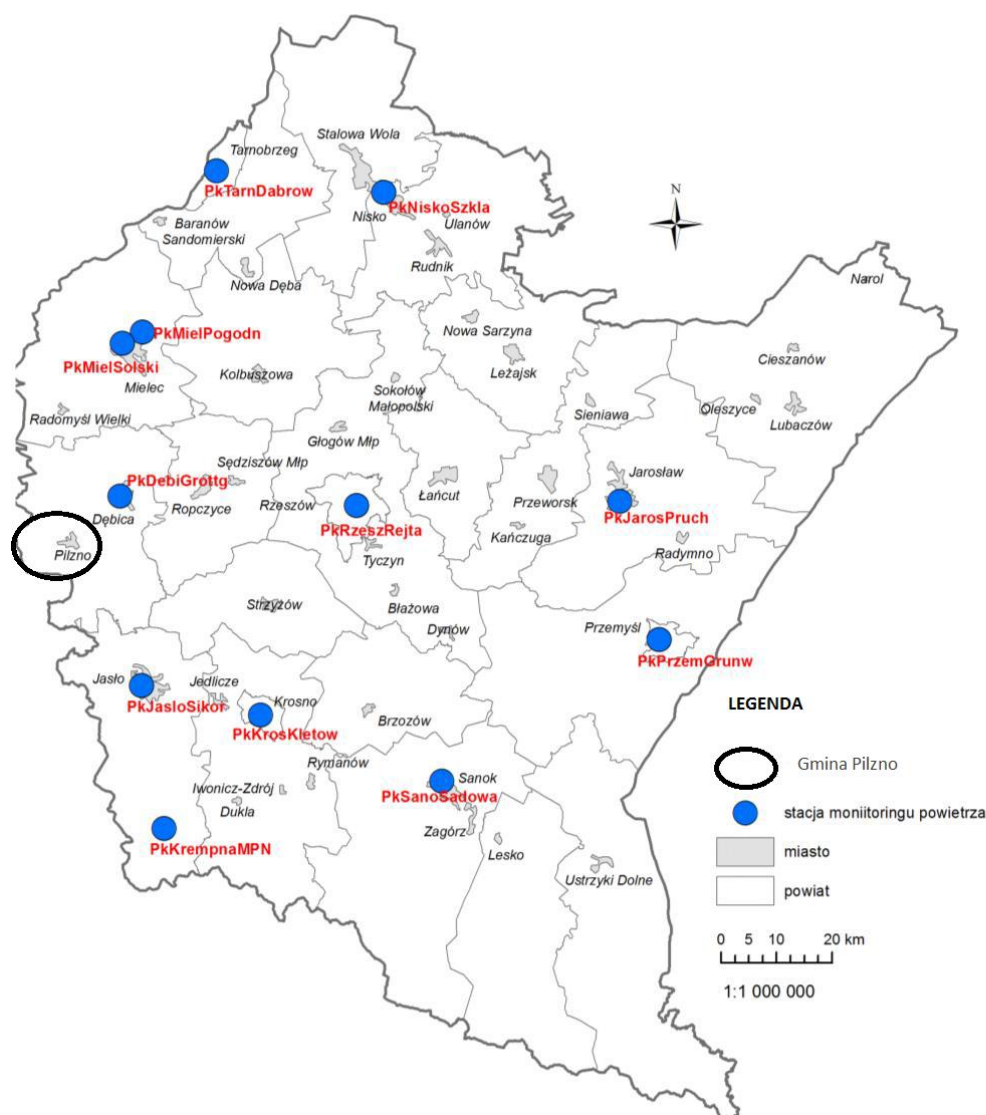 Stalowa Wola
Tarnobrzeg
PkTarnDabrow
PkNiskoSzkla
Nisko
Ulanów
N
Baranów
Sandomierski
Rudnik
Nowa Dęba
Narol
PkMielPogodn
Nowa Sarzyna
PkMielSolski
Mielec
Kolbuszowa
Leżajsk
Cieszanów
Sokołów
Małopolski
Radomyśl Wielki
Sieniawa
Oleszyce
Lubaczów
Głogów Młp
Sędziszów Młp
PkDebiGrottg
Jarosław
Dębica
Ropczyce
Rzeszów
Łańcut
Przeworsk
PkJarosPruch
PkRzeszRejta
Kańczuga
Pilzno
Tyczyn
Radymno
Strzyżów
Błażowa
Dynów
Przemyśl
PkPrzemGrunw
Jasło
Jedlicze
PkJasloSikor
Krosno
PkKrosKletow
Brzozów
LEGENDA
Rymanów
Gmina Pilzno
Iwonicz-Zdrój
Sanok
PkSanoSadowa
Dukla
stacja moniitoringu powietrza
Zagórz
PkKrempnaMPN
Lesko
miasto
Ustrzyki Dolne
powiat
0 5 10 20 km
1:1 000 000